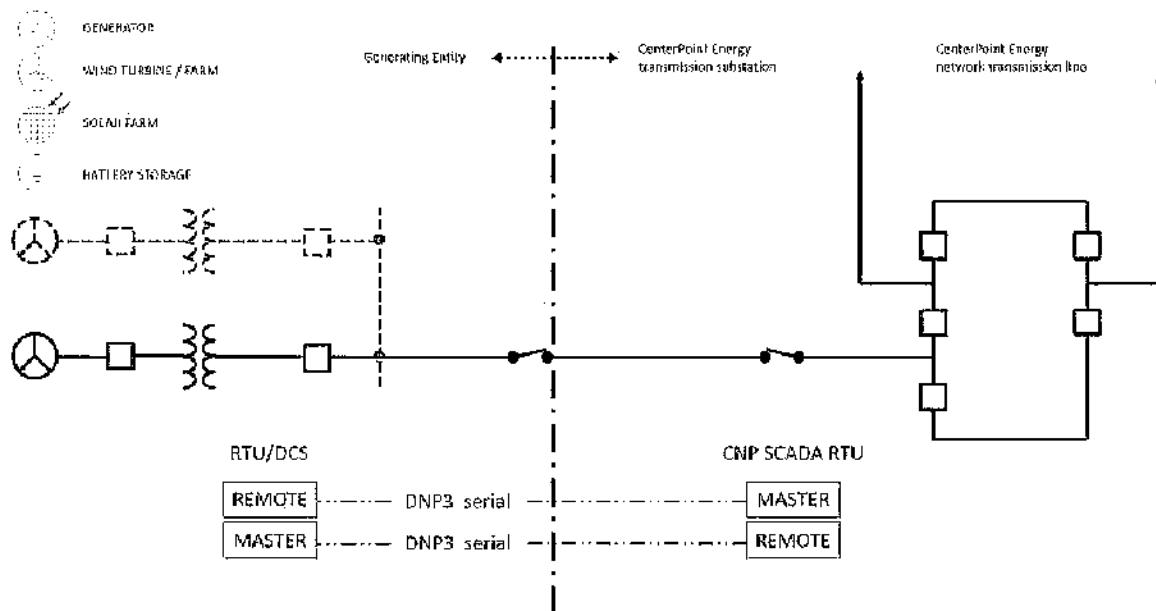 GENERATOR
WIND TURBINE / FARM
SOLAR FARM
BATTERY STORAGE
Generating Entity
CenterPoint Energy
transmission substation
CenterPoint Energy
network transmission line
RTU/DCS
CNP SCADA RTU
REMOTE
DNP3 serial
MASTER
MASTER
DNP3 serial
REMOTE